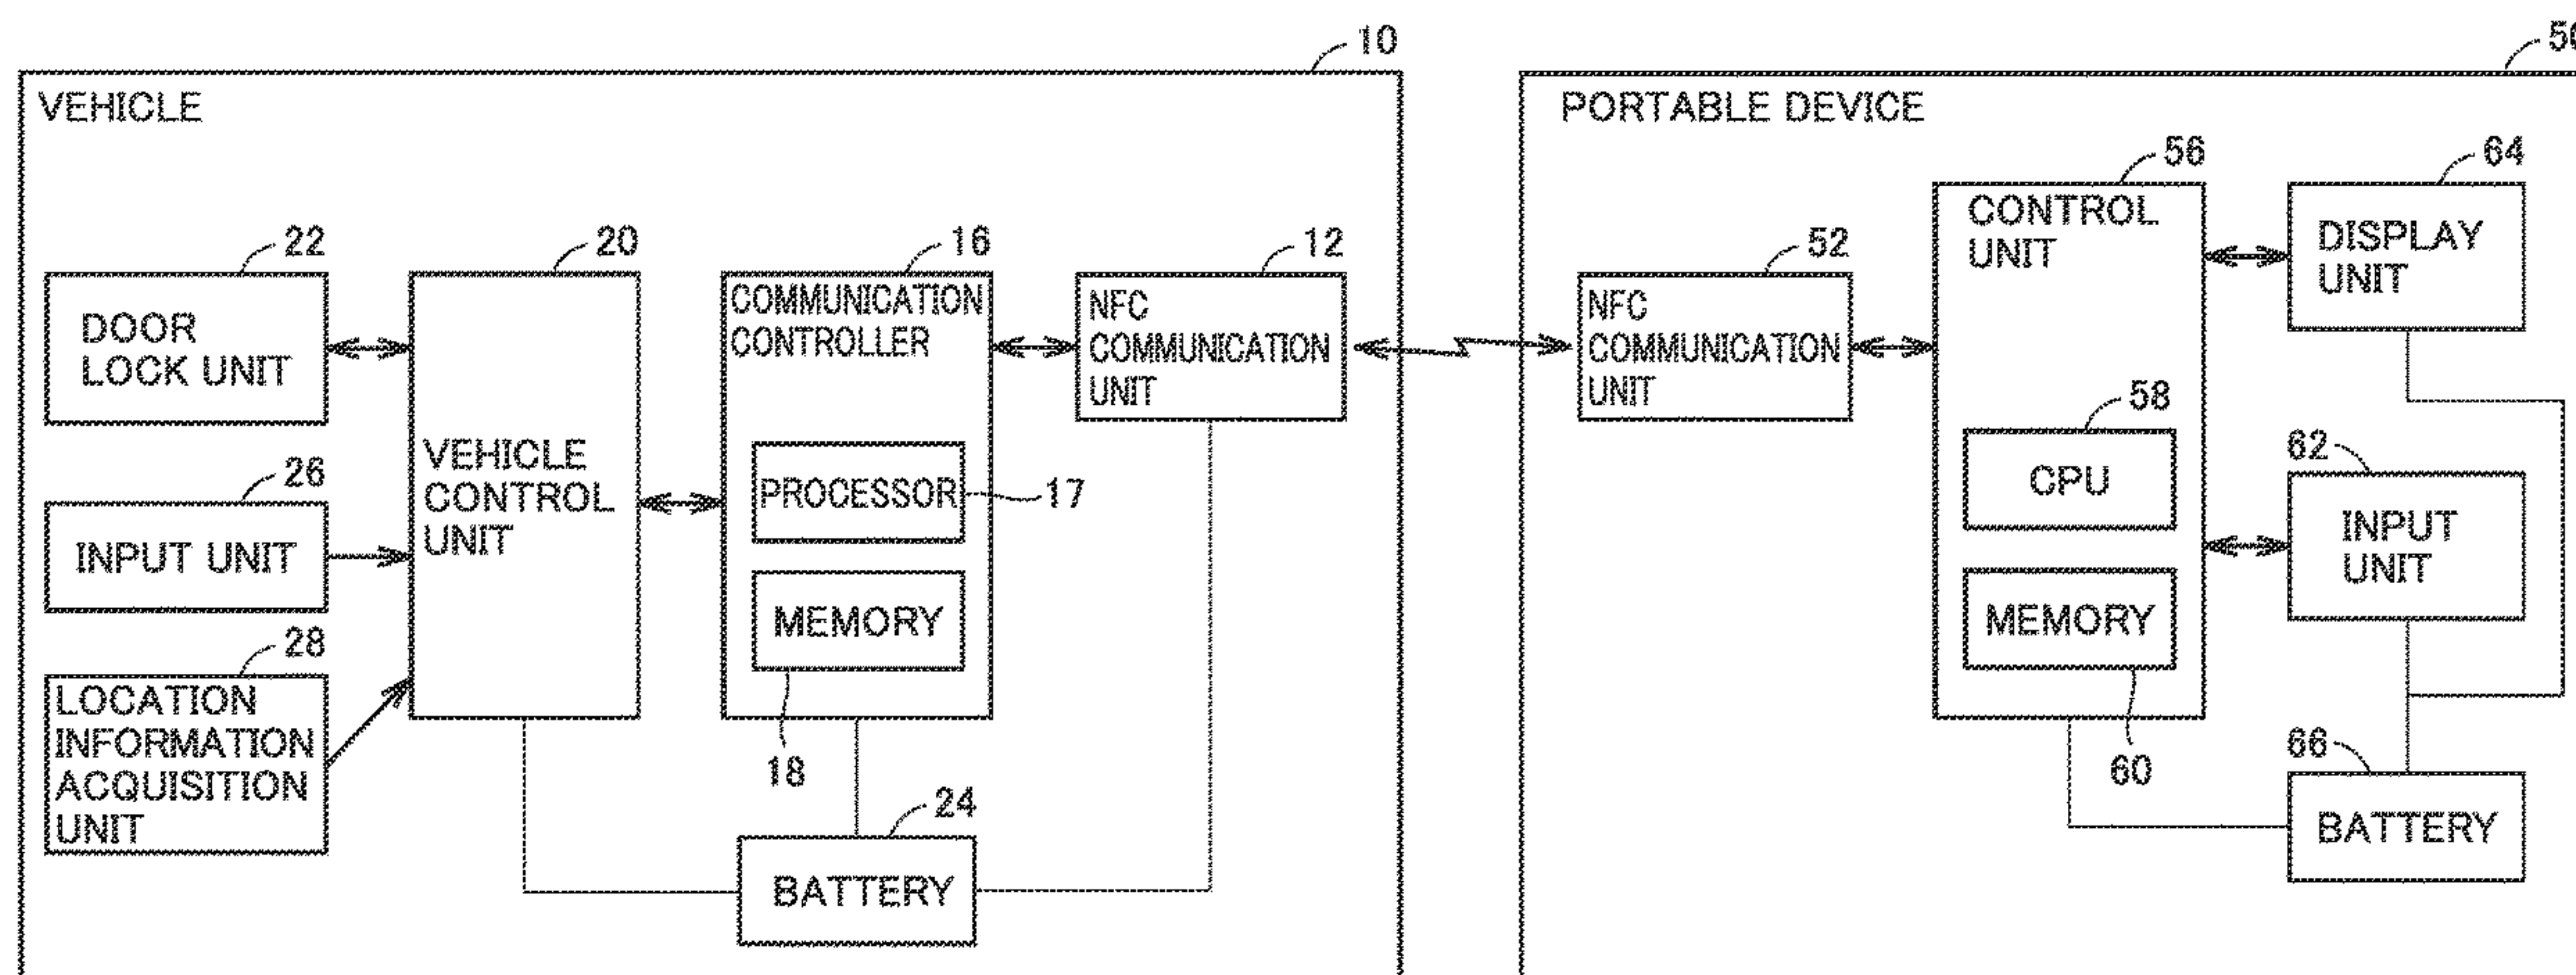 10
50
VEHICLE
PORTABLE DEVICE
22
DOOR
LOCK UNIT
26
INPUT UNIT
28
LOCATION
INFORMATION
ACQUISITION
UNIT
20
VEHICLE
CONTROL
UNIT
16
COMMUNICATION
CONTROLLER
PROCESSOR
17
MEMORY
18
12
NFC
COMMUNICATION
UNIT
24
BATTERY
52
NFC
COMMUNICATION
UNIT
56
CONTROL
UNIT
58
CPU
MEMORY
60
64
DISPLAY
UNIT
62
INPUT
UNIT
66
BATTERY